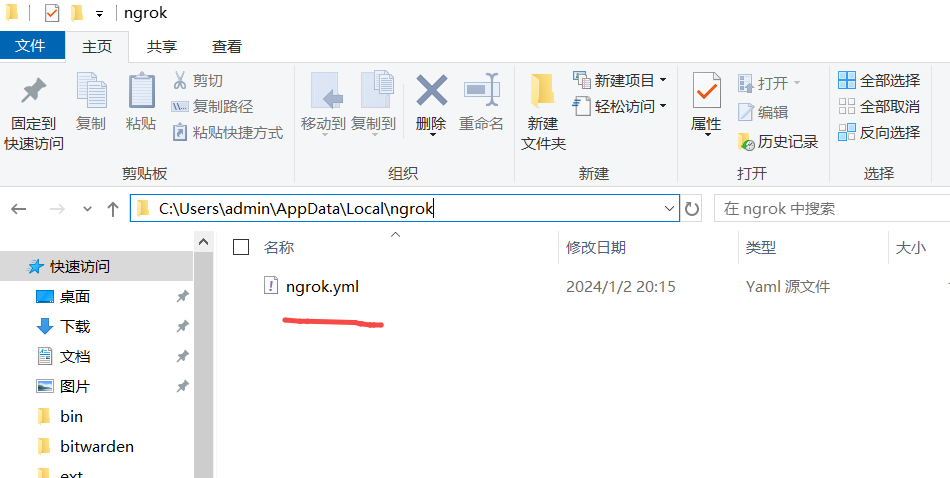 ngrok
文件 主页 共享 查看
固定到
快速访问
复制
粘贴
剪切
复制路径
粘贴快捷方式
剪贴板
移动到
复制到
删除
重命名
组织
新建
文件夹
新建项目
轻松访问
新建
属性
打开
编辑
历史记录
打开
全部选择
全部取消
反向选择
选择
C:\Users\admin\AppData\Local\ngrok
在 ngrok 中搜索
名称 修改日期 类型 大小
ngrok.yml 2024/1/2 20:15 Yaml 源文件
快速访问
桌面
下载
文档
图片
bin
bitwarden
ext